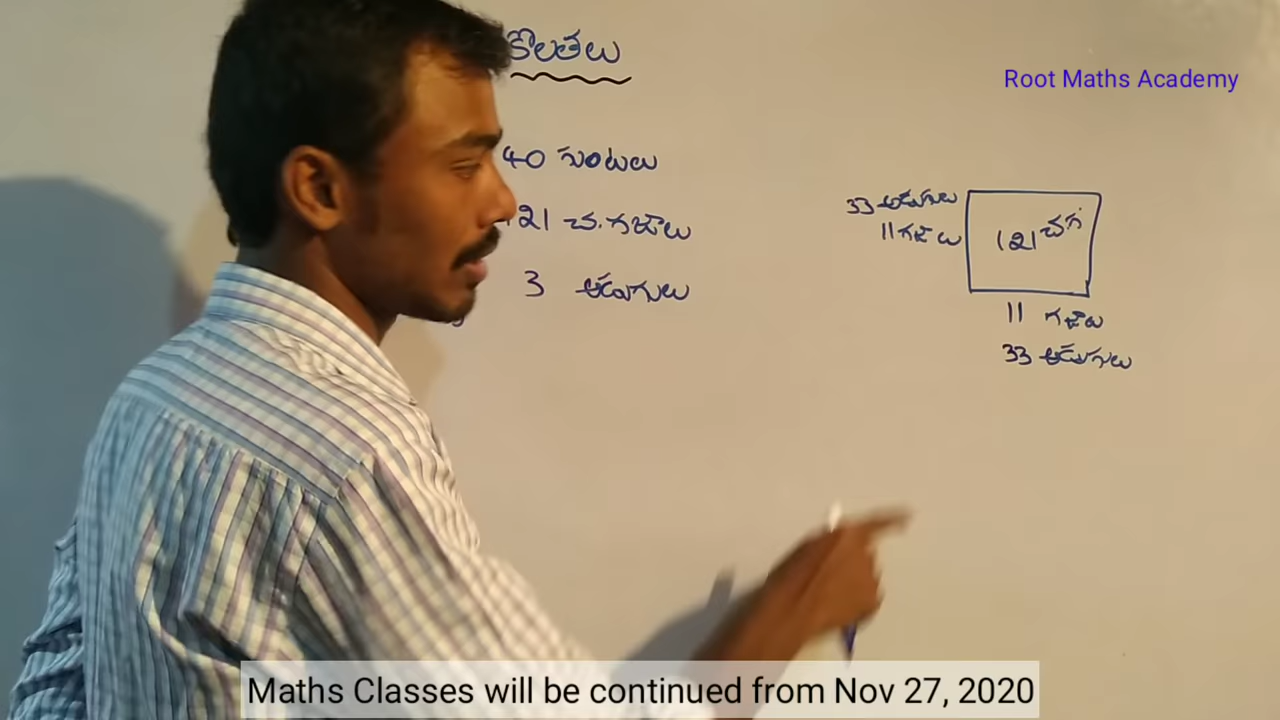 కొలతలు
Root Maths Academy
40 గుంటలు
121 చ.గజాలు
3 అడుగులు
33 అడుగులు
11 గజాలు
121 చగ
11 గజాలు
33 అడుగులు
Maths Classes will be continued from Nov 27, 2020